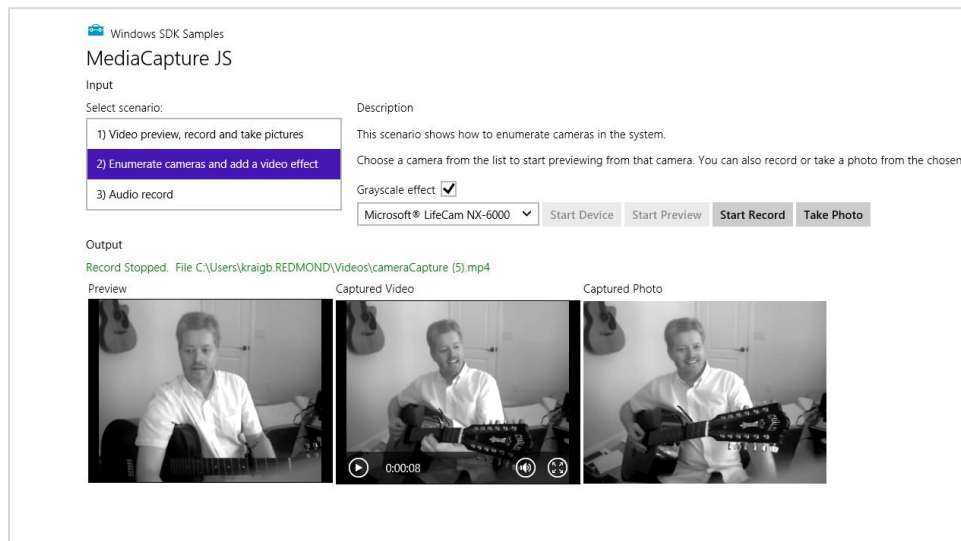 Windows SDK Samples
MediaCapture JS
Input
Select scenario:
1) Video preview, record and take pictures
2) Enumerate cameras and add a video effect
3) Audio record
Description
This scenario shows how to enumerate cameras in the system.
Choose a camera from the list to start previewing from that camera. You can also record or take a photo from the chosen
Grayscale effect
Microsoft® LifeCam NX-6000
Start Device
Start Preview
Start Record
Take Photo
Output
Record Stopped. File C:\Users\kraigb.REDMOND\Videos\cameraCapture (5).mp4
Preview
Captured Video
Captured Photo
0:00:08